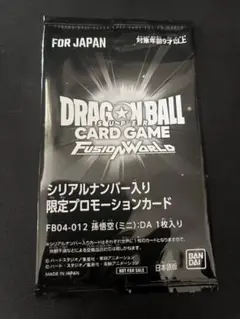 FOR JAPAN
対象年齢9才以上
DRAGON BALL
SUPER
CARD GAME
FUSION WORLD
シリアルナンバー入り
限定プロモーションカード
FB04-012 孫悟空(ミニ):DA 1枚入り
NOT FOR SALE
日本語版
BAN
DAI
MADE IN JAPAN